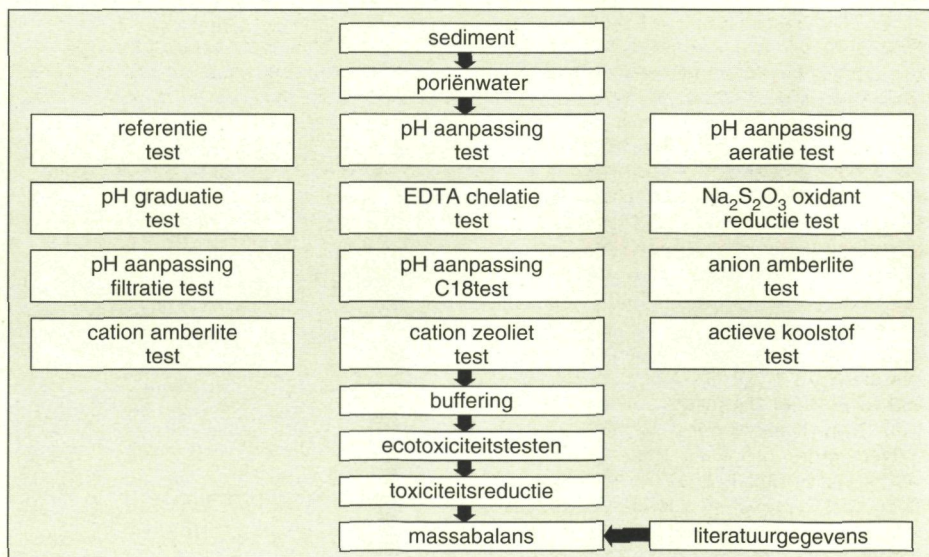 sediment
poriënwater
referentie
test
pH aanpassing
test
pH aanpassing
aeratie test
pH graduatie
test
EDTA chelatie
test
Na₂S₂O₃ oxidant
reductie test
pH aanpassing
filtratie test
pH aanpassing
C18test
anion amberlite
test
cation amberlite
test
cation zeoliet
test
actieve koolstof
test
buffering
ecotoxiciteitstesten
toxiciteitsreductie
massabalans
literatuurgegevens